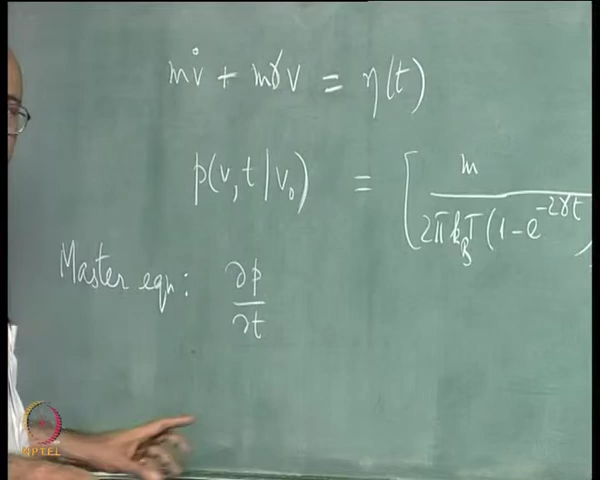 mv̇ + mγv = η(t)
p(v, t | v₀) = [ m / 2πk_BT(1 - e^{-2γt})
Master eqn: ∂p / ∂t
NPTEL